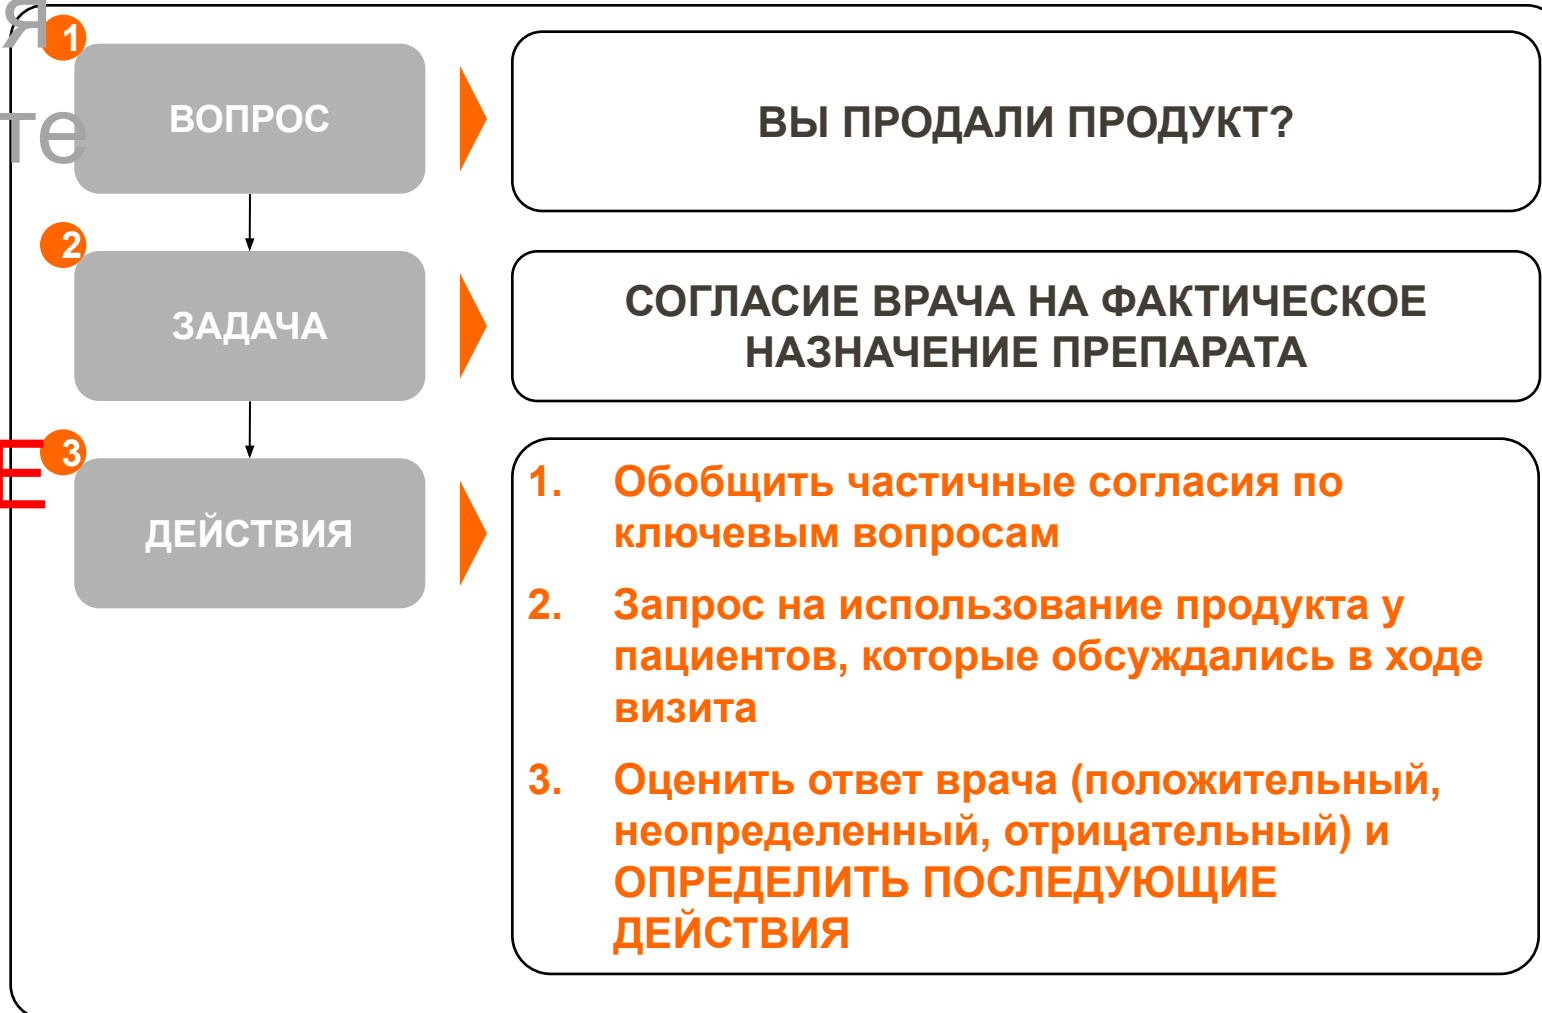 я
1
ВОПРОС
ВЫ ПРОДАЛИ ПРОДУКТ?
те
2
ЗАДАЧА
СОГЛАСИЕ ВРАЧА НА ФАКТИЧЕСКОЕ
НАЗНАЧЕНИЕ ПРЕПАРАТА
Е
3
ДЕЙСТВИЯ
1. Обобщить частичные согласия по
ключевым вопросам
2. Запрос на использование продукта у
пациентов, которые обсуждались в ходе
визита
3. Оценить ответ врача (положительный,
неопределенный, отрицательный) и
ОПРЕДЕЛИТЬ ПОСЛЕДУЮЩИЕ
ДЕЙСТВИЯ